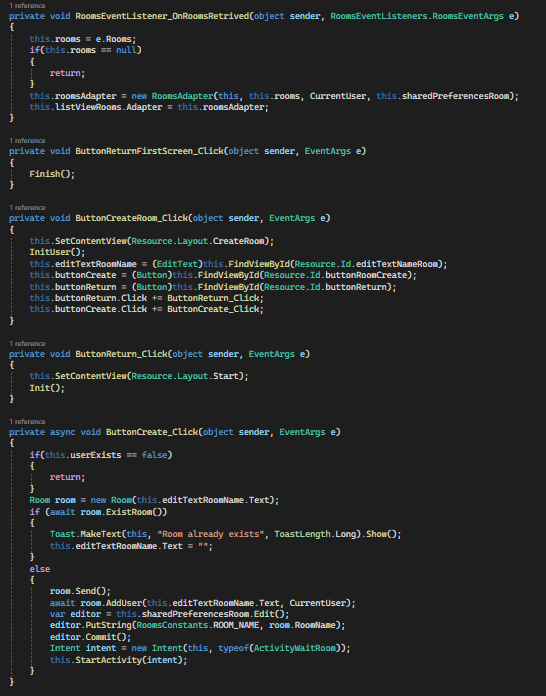 1 reference
private void RoomsEventListener_OnRoomsRetrived(object sender, RoomsEventListeners.RoomsEventArgs e)
{
    this.rooms = e.Rooms;
    if(this.rooms == null)
    {
        return;
    }
    this.roomsAdapter = new RoomsAdapter(this, this.rooms, CurrentUser, this.sharedPreferencesRoom);
    this.listViewRooms.Adapter = this.roomsAdapter;
}
1 reference
private void ButtonReturnFirstScreen_Click(object sender, EventArgs e)
{
    Finish();
}
1 reference
private void ButtonCreateRoom_Click(object sender, EventArgs e)
{
    this.SetContentView(Resource.Layout.CreateRoom);
    InitUser();
    this.editTextRoomName = (EditText)this.FindViewById(Resource.Id.editTextNameRoom);
    this.buttonCreate = (Button)this.FindViewById(Resource.Id.buttonRoomCreate);
    this.buttonReturn = (Button)this.FindViewById(Resource.Id.buttonReturn);
    this.buttonReturn.Click += ButtonReturn_Click;
    this.buttonCreate.Click += ButtonCreate_Click;
}
1 reference
private void ButtonReturn_Click(object sender, EventArgs e)
{
    this.SetContentView(Resource.Layout.Start);
    Init();
}
1 reference
private async void ButtonCreate_Click(object sender, EventArgs e)
{
    if(this.userExists == false)
    {
        return;
    }
    Room room = new Room(this.editTextRoomName.Text);
    if (await room.ExistRoom())
    {
        Toast.MakeText(this, "Room already exists", ToastLength.Long).Show();
        this.editTextRoomName.Text = "";
    }
    else
    {
        room.Send();
        await room.AddUser(this.editTextRoomName.Text, CurrentUser);
        var editor = this.sharedPreferencesRoom.Edit();
        editor.PutString(RoomsConstants.ROOM_NAME, room.RoomName);
        editor.Commit();
        Intent intent = new Intent(this, typeof(ActivityWaitRoom));
        this.StartActivity(intent);
    }
}